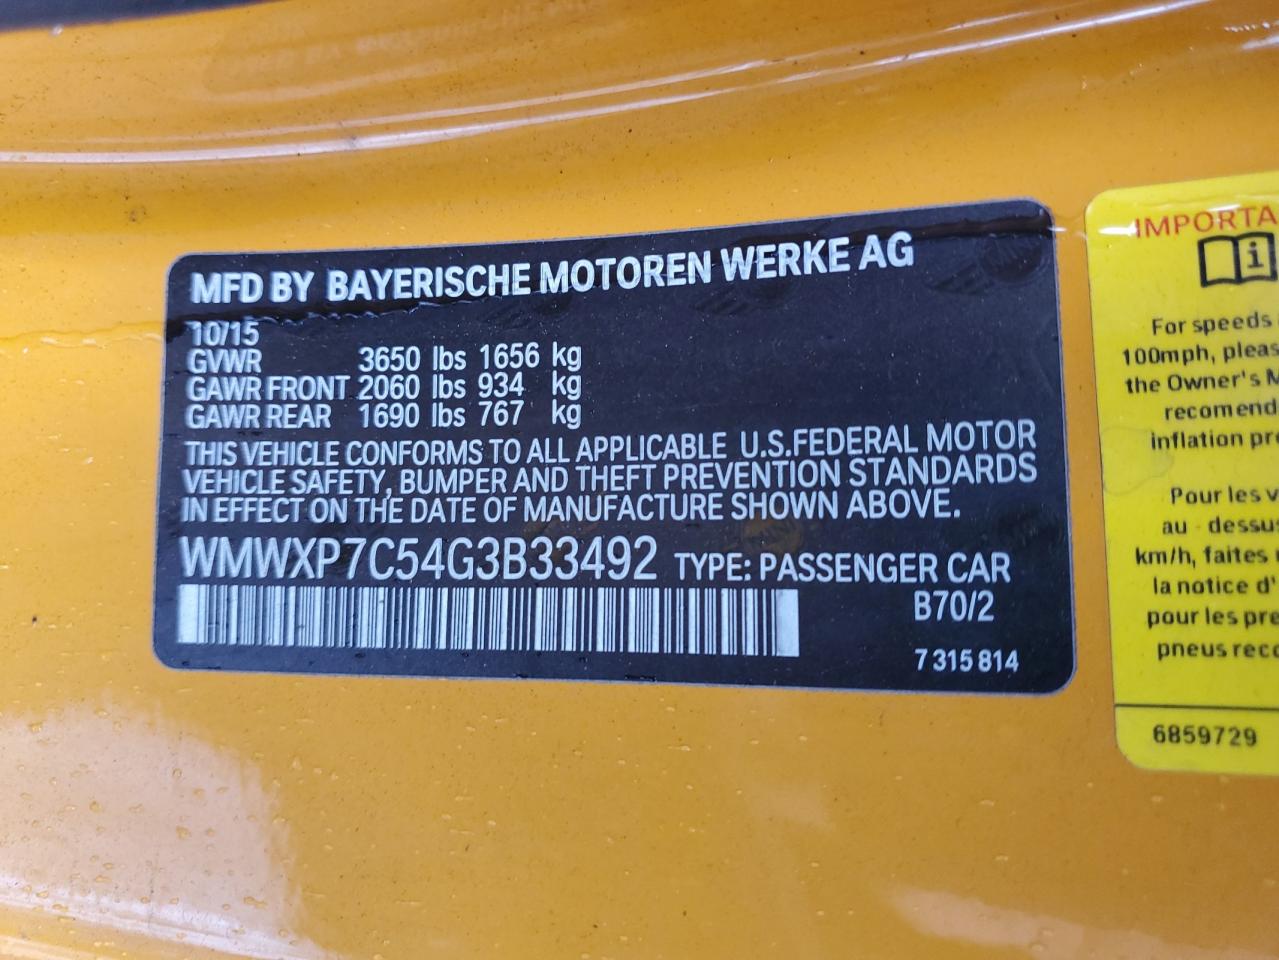 MFD BY BAYERISCHE MOTOREN WERKE AG
10/15
GVWR 3650 lbs 1656 kg
GAWR FRONT 2060 lbs 934 kg
GAWR REAR 1690 lbs 767 kg
THIS VEHICLE CONFORMS TO ALL APPLICABLE U.S.FEDERAL MOTOR
VEHICLE SAFETY, BUMPER AND THEFT PREVENTION STANDARDS
IN EFFECT ON THE DATE OF MANUFACTURE SHOWN ABOVE.
WMWXP7C54G3B33492 TYPE: PASSENGER CAR
B70/2
7 315 814
IMPORTA
For speeds
100mph, pleas
the Owner's M
recomend
inflation pre
Pour les v
au - dessu
km/h, faites
la notice d'
pour les pre
pneus reco
6859729